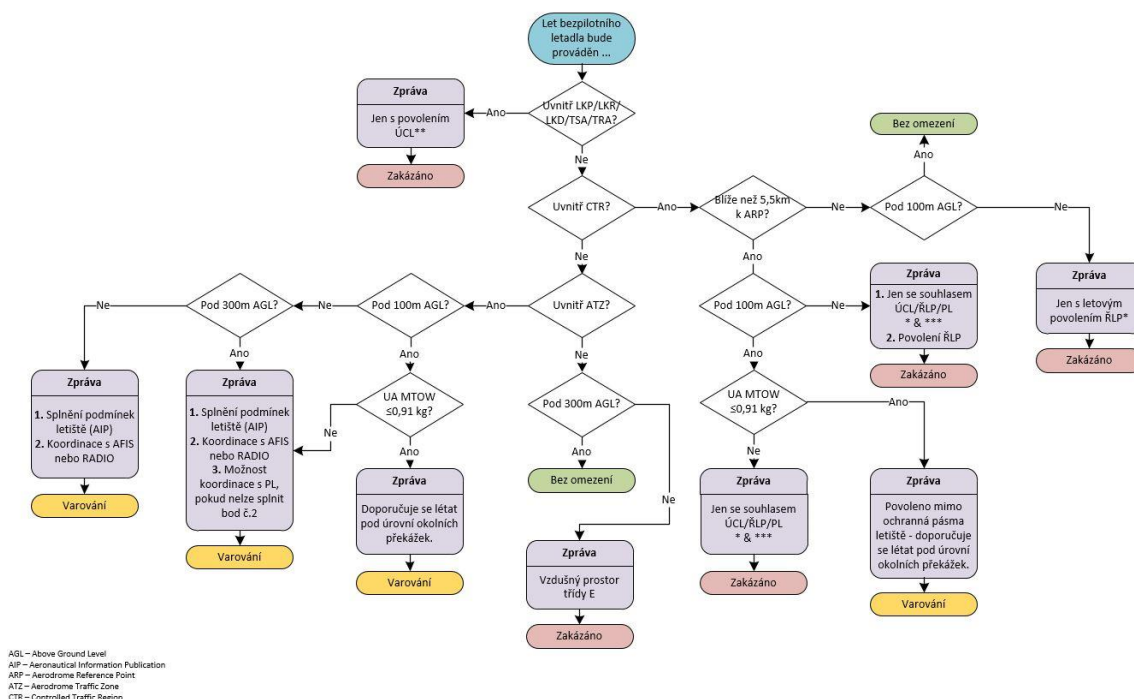 Let bezpilotního
letadla bude
prováděn ...
Zpráva
Jen s povolením
ÚCL**
Zakázáno
Ano
Uvnitř LKP/LKR/
LKD/TSA/TRA?
Ne
Uvnitř CTR?
Ano
Blíže než 5,5km
k ARP?
Ne
Pod 100m AGL?
Ano
Bez omezení
Ne
Zpráva
Jen s letovým
povolením ŘLP*
Zakázáno
Ne
Ano
Pod 300m AGL?
Ne
Pod 100m AGL?
Ano
Uvnitř ATZ?
Pod 100m AGL?
Ne
Zpráva
1. Jen se souhlasem
ÚCL/ŘLP/PL
* & ***
2. Povolení ŘLP
Zakázáno
Ne
Ano
Ano
Ne
Ano
Zpráva
1. Splnění podmínek
letiště (AIP)
2. Koordinace s AFIS
nebo RADIO
Varování
Zpráva
1. Splnění podmínek
letiště (AIP)
2. Koordinace s AFIS
nebo RADIO
3. Možnost
koordinace s PL,
pokud nelze splnit
bod č.2
Varování
UA MTOW
≤0,91 kg?
Ne
Ano
Zpráva
Doporučuje se létat
pod úrovní okolních
překážek.
Varování
Pod 300m AGL?
Ano
Bez omezení
Ne
Zpráva
Vzdušný prostor
třídy E
Zakázáno
UA MTOW
≤0,91 kg?
Ano
Ne
Zpráva
Jen se souhlasem
ÚCL/ŘLP/PL
* & ***
Zakázáno
Zpráva
Povoleno mimo
ochranná pásma
letiště - doporučuje
se létat pod úrovní
okolních překážek.
Varování
AGL – Above Ground Level
AIP – Aeronautical Information Publication
ARP – Aerodrome Reference Point
ATZ – Aerodrome Traffic Zone
CTR – Controlled Traffic Region